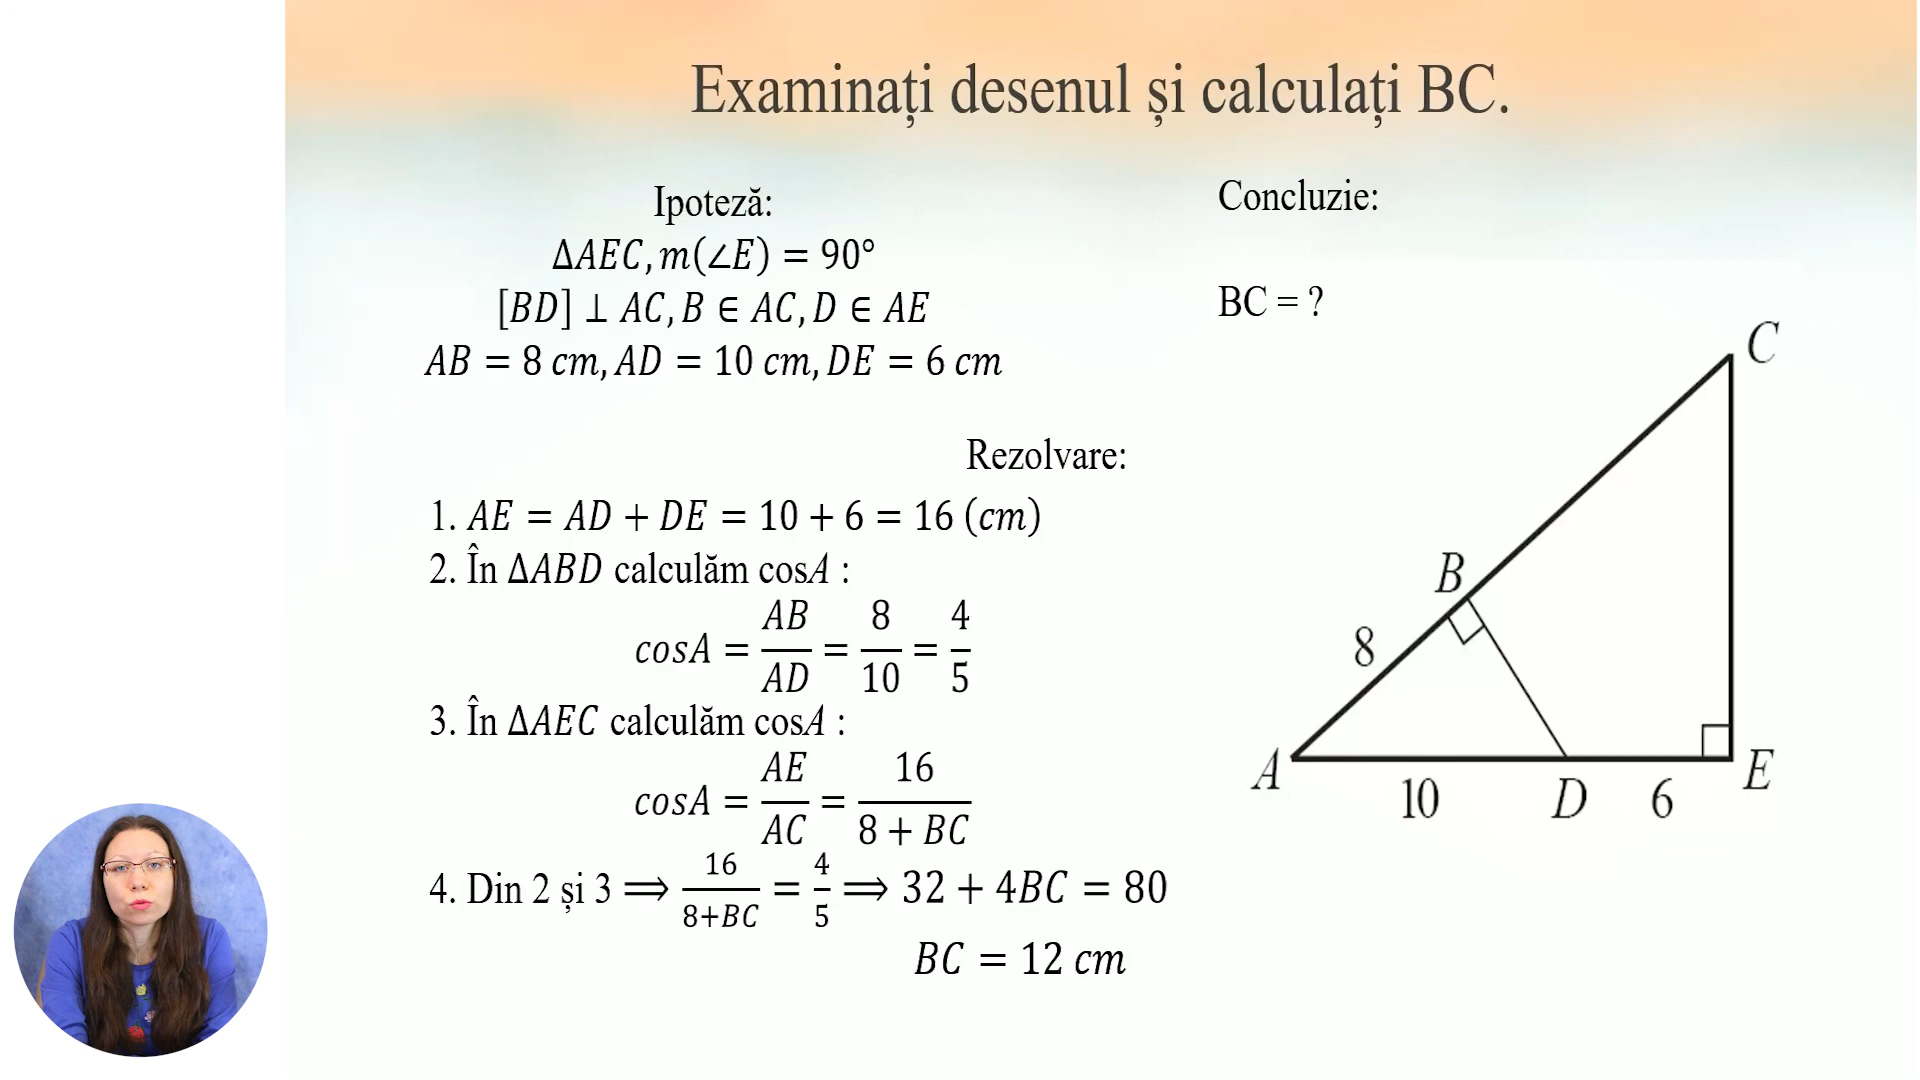 Examinați desenul și calculați BC.
Ipoteză:
ΔAEC, m(∠E) = 90°
[BD] ⊥ AC, B ∈ AC, D ∈ AE
AB = 8 cm, AD = 10 cm, DE = 6 cm
Concluzie:
BC = ?
Rezolvare:
1. AE = AD + DE = 10 + 6 = 16 (cm)
2. În ΔABD calculăm cosA :
cosA = AB/AD = 8/10 = 4/5
3. În ΔAEC calculăm cosA :
cosA = AE/AC = 16/(8 + BC)
4. Din 2 și 3 ⟹ 16/(8+BC) = 4/5 ⟹ 32 + 4BC = 80
BC = 12 cm
C
B
8
A
E
10
D
6